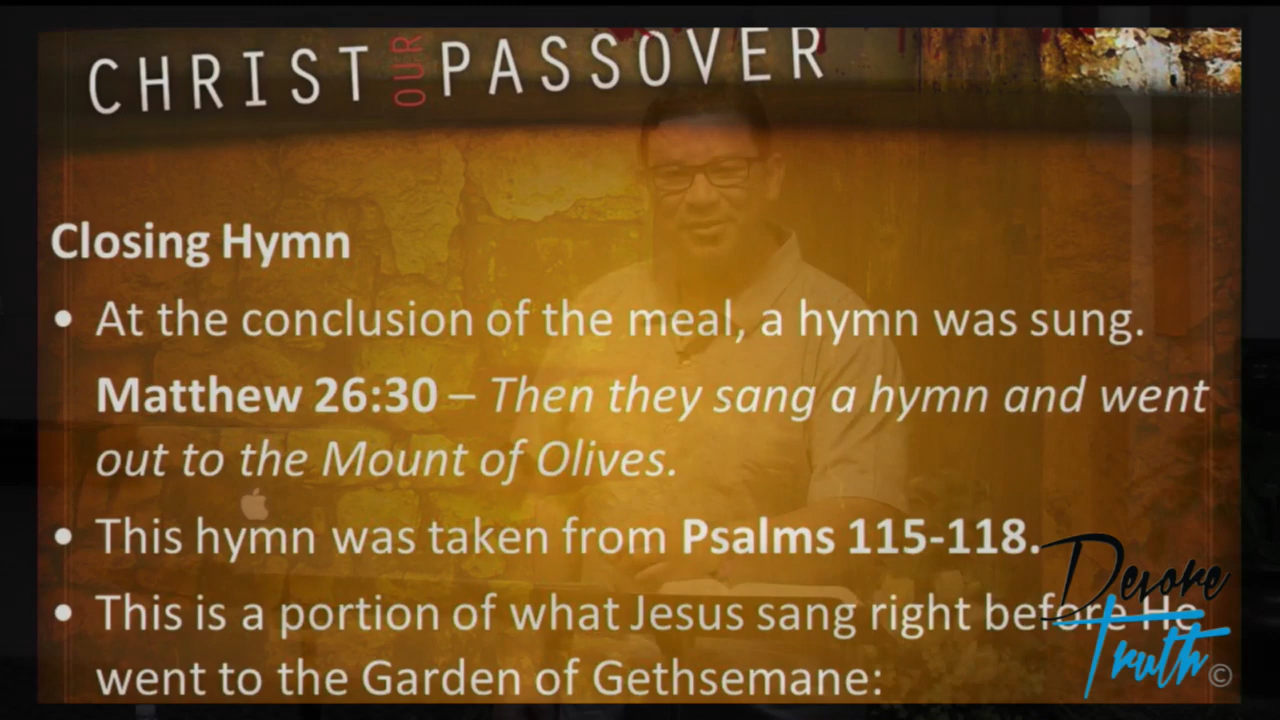 CHRIST OUR PASSOVER
Closing Hymn
• At the conclusion of the meal, a hymn was sung.
Matthew 26:30 – Then they sang a hymn and went
out to the Mount of Olives.
• This hymn was taken from Psalms 115-118.
• This is a portion of what Jesus sang right before He
went to the Garden of Gethsemane:
Devore
Truth ©